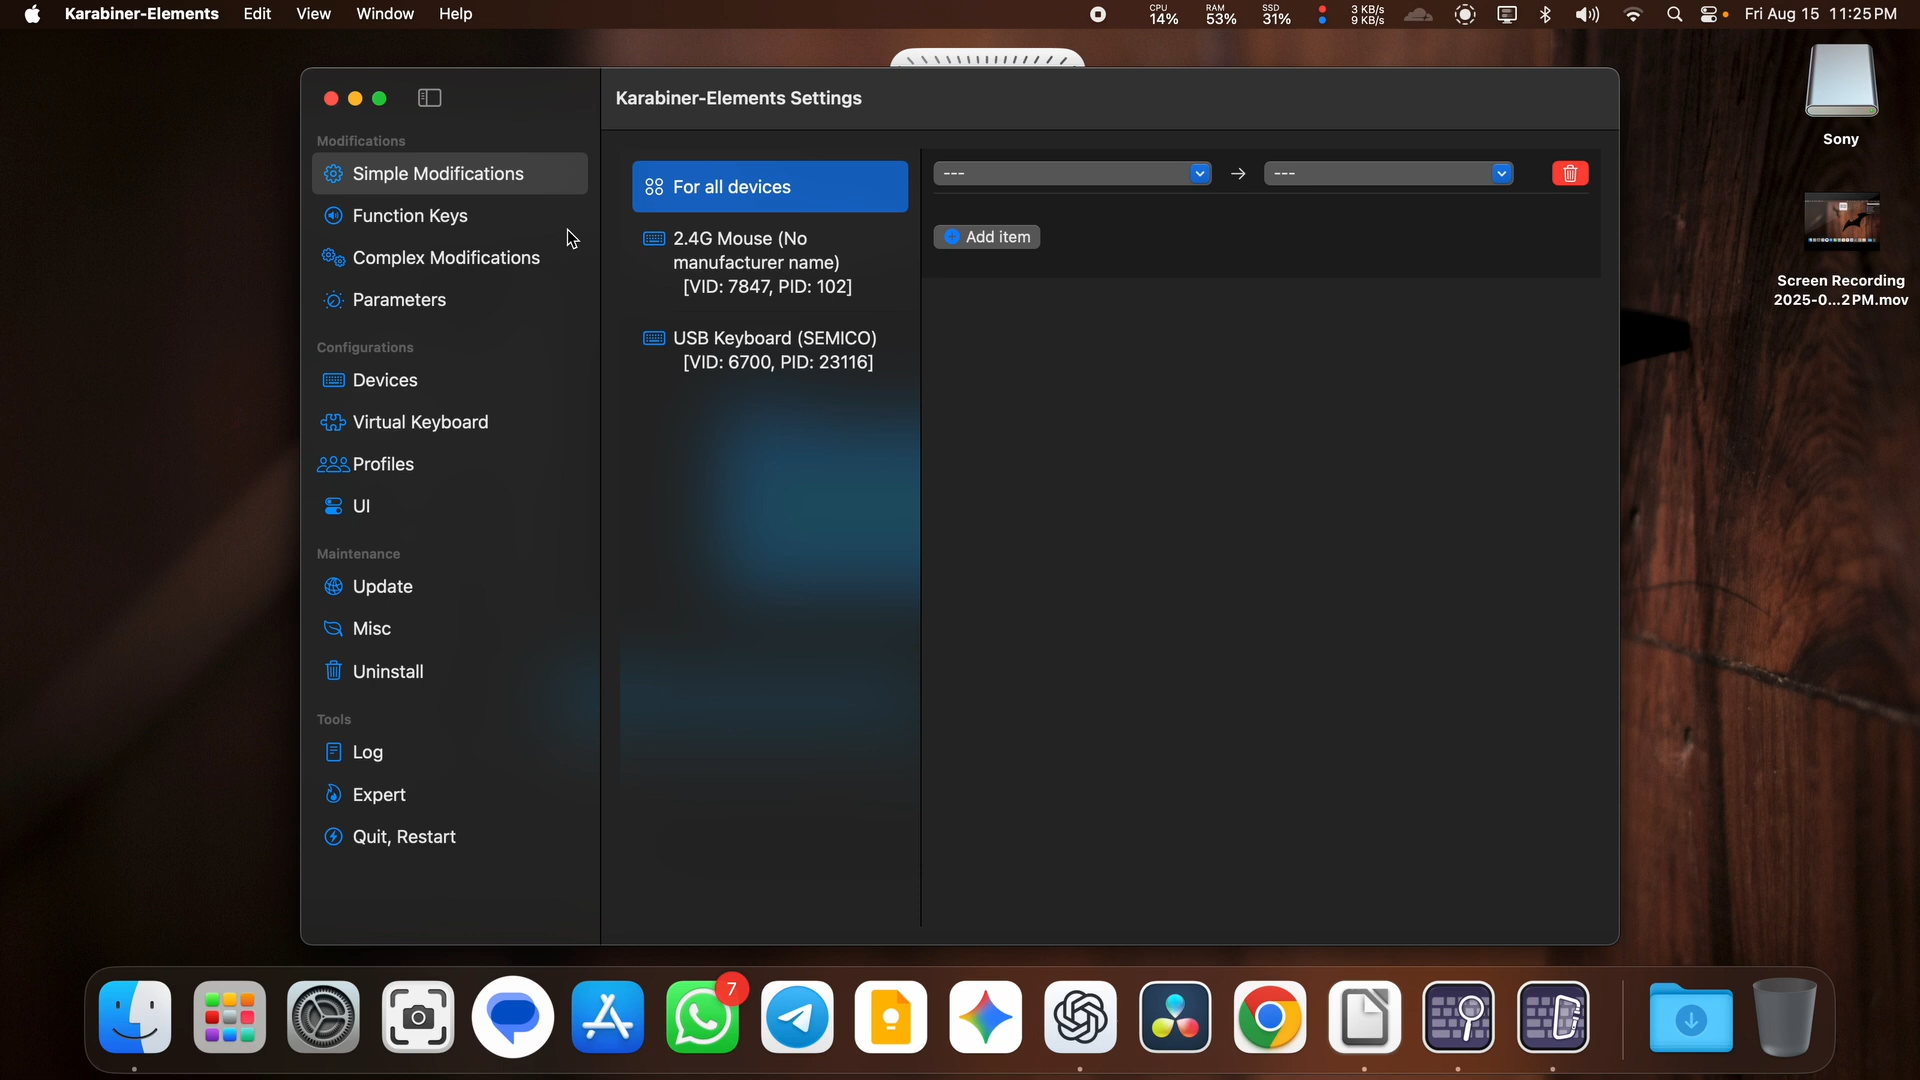 Karabiner-Elements Edit View Window Help
CPU 14% RAM 53% SSD 31% 3 KB/s 9 KB/s Fri Aug 15 11:25 PM
Karabiner-Elements Settings
Modifications
Simple Modifications
Function Keys
Complex Modifications
Parameters
Configurations
Devices
Virtual Keyboard
Profiles
UI
Maintenance
Update
Misc
Uninstall
Tools
Log
Expert
Quit, Restart
For all devices
2.4G Mouse (No
manufacturer name)
[VID: 7847, PID: 102]
USB Keyboard (SEMICO)
[VID: 6700, PID: 23116]
--- → ---
Add item
Sony
Screen Recording
2025-0...2PM.mov
7